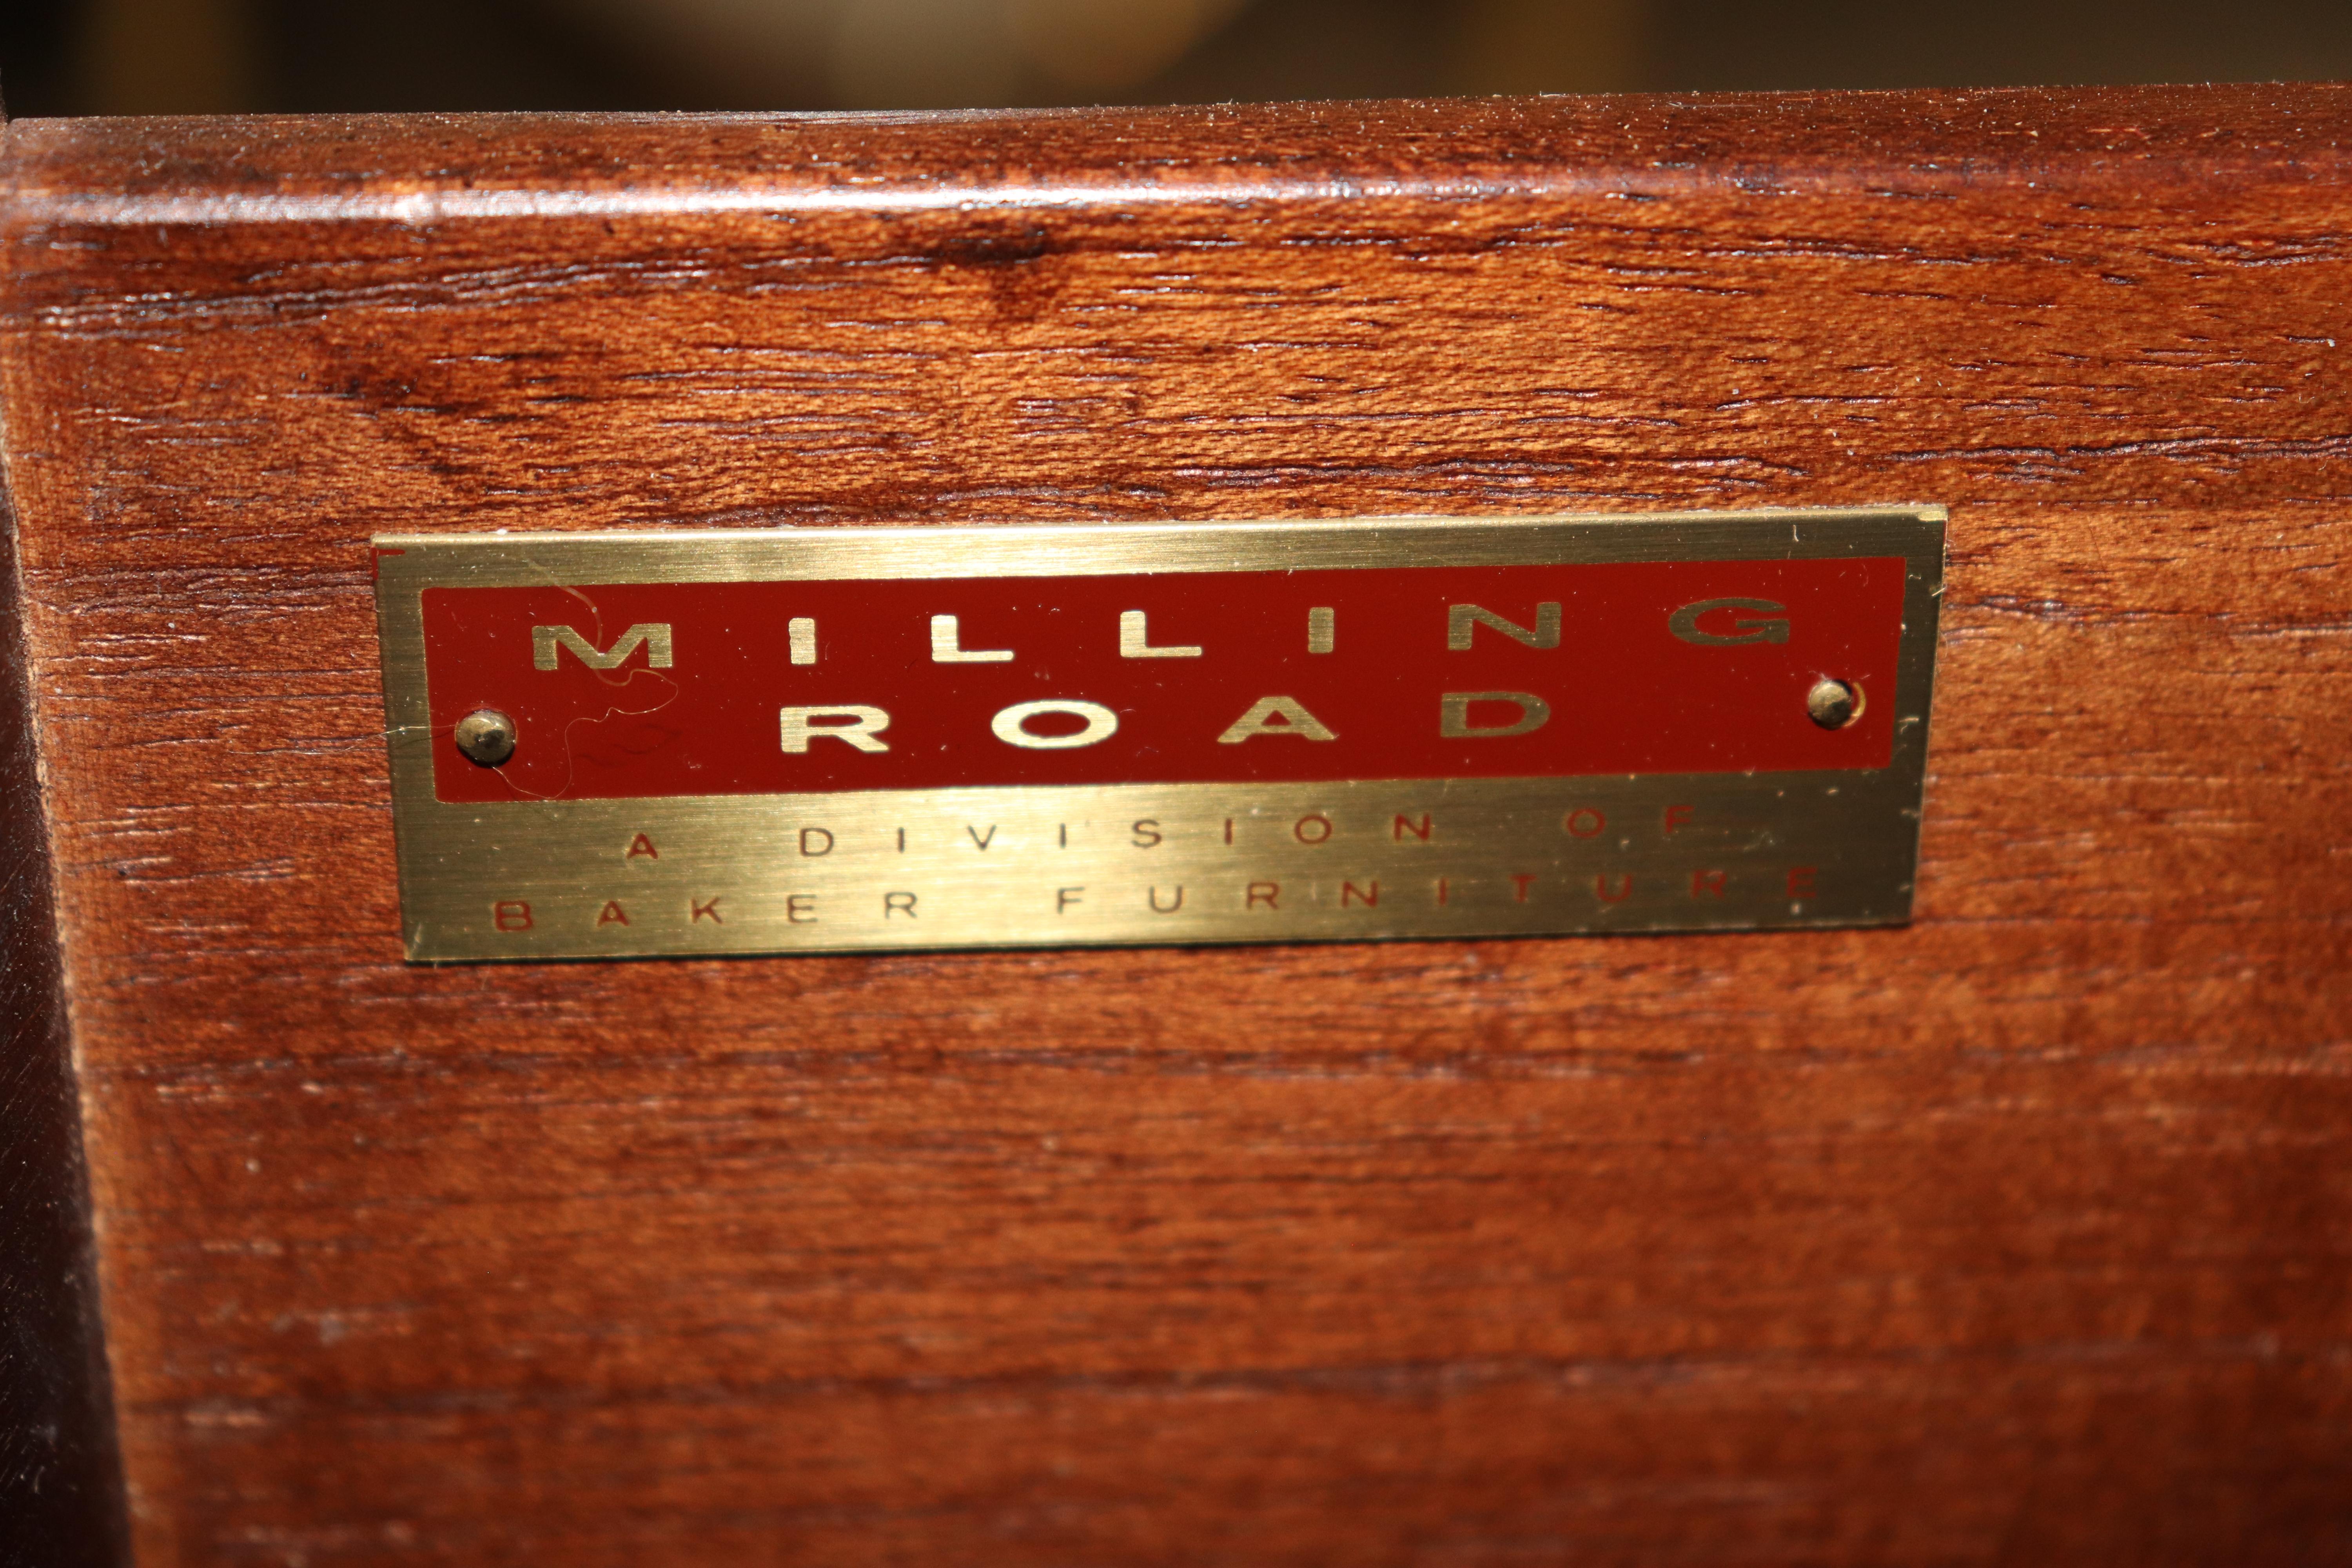 MILLING
ROAD
A DIVISION OF
BAKER FURNITURE